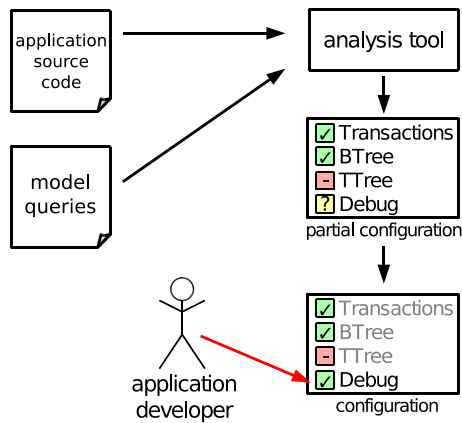 application
source
code
analysis tool
model
queries
✓ Transactions
✓ BTree
- TTree
? Debug
partial configuration
✓ Transactions
✓ BTree
- TTree
✓ Debug
configuration
application
developer